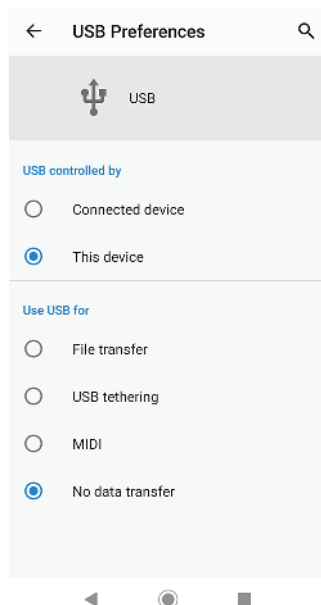 USB Preferences
USB
USB controlled by
Connected device
This device
Use USB for
File transfer
USB tethering
MIDI
No data transfer